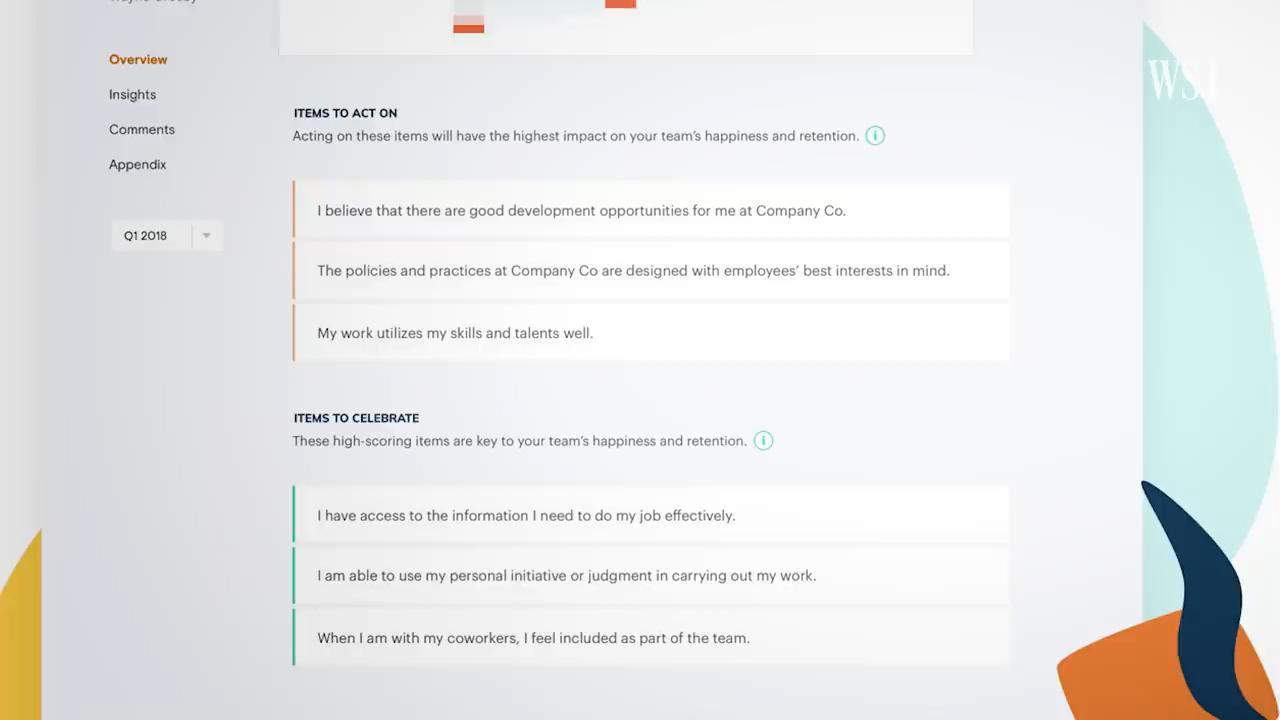 WSJ
Overview
Insights
Comments
Appendix
Q1 2018
ITEMS TO ACT ON
Acting on these items will have the highest impact on your team's happiness and retention.
I believe that there are good development opportunities for me at Company Co.
The policies and practices at Company Co are designed with employees' best interests in mind.
My work utilizes my skills and talents well.
ITEMS TO CELEBRATE
These high-scoring items are key to your team's happiness and retention.
I have access to the information I need to do my job effectively.
I am able to use my personal initiative or judgment in carrying out my work.
When I am with my coworkers, I feel included as part of the team.